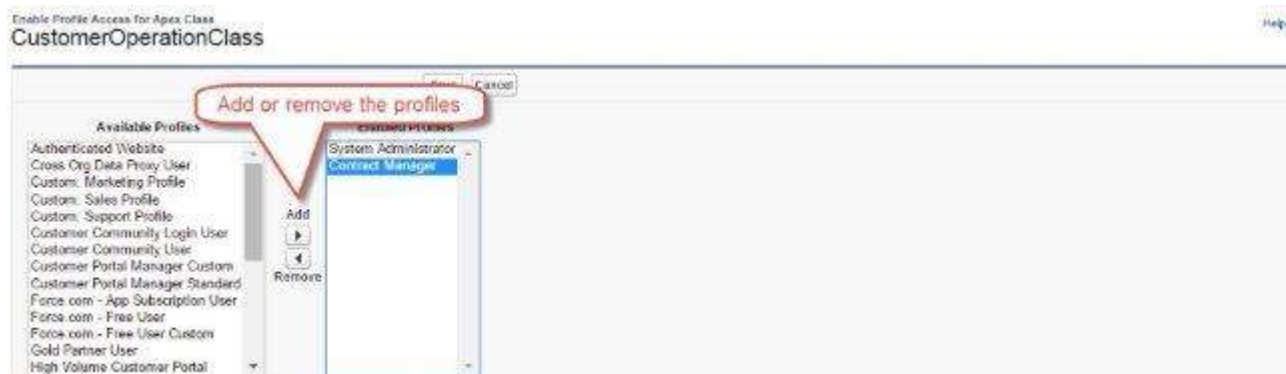 Enable Profile Access for Apex Class
CustomerOperationClass
Help
Save Cancel
Add or remove the profiles
Available Profiles
Enabled Profiles
Authenticated Website
Cross Org Data Proxy User
Custom: Marketing Profile
Custom: Sales Profile
Custom: Support Profile
Customer Community Login User
Customer Community User
Customer Portal Manager Custom
Customer Portal Manager Standard
Force.com - App Subscription User
Force.com - Free User
Force.com - Free User Custom
Gold Partner User
High Volume Customer Portal
Add
Remove
System Administrator
Contract Manager